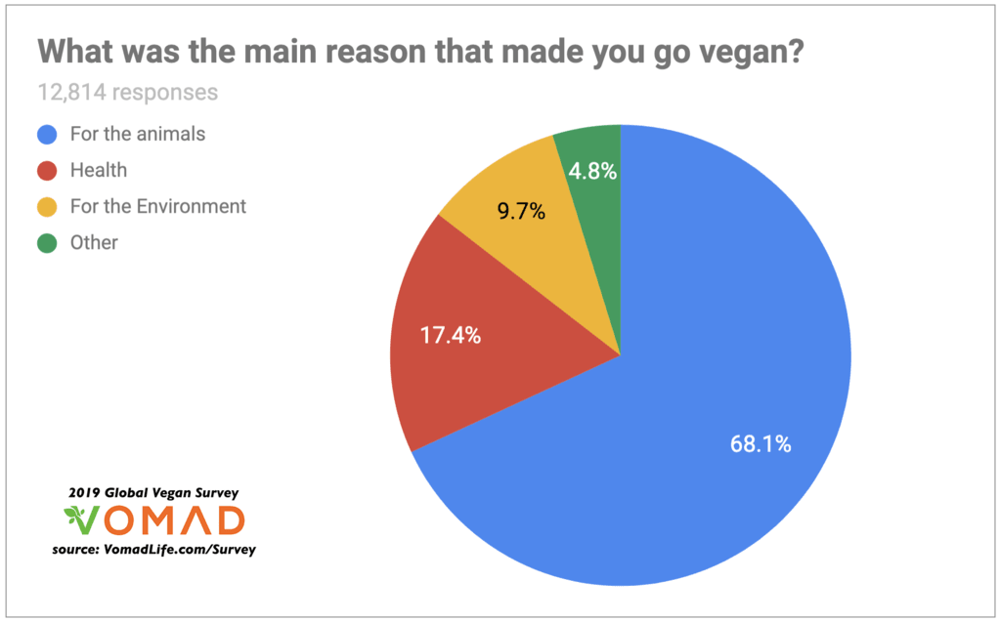 What was the main reason that made you go vegan?
12,814 responses
For the animals
Health
For the Environment
Other
4.8%
9.7%
17.4%
68.1%
2019 Global Vegan Survey
VOMAD
source: VomadLife.com/Survey